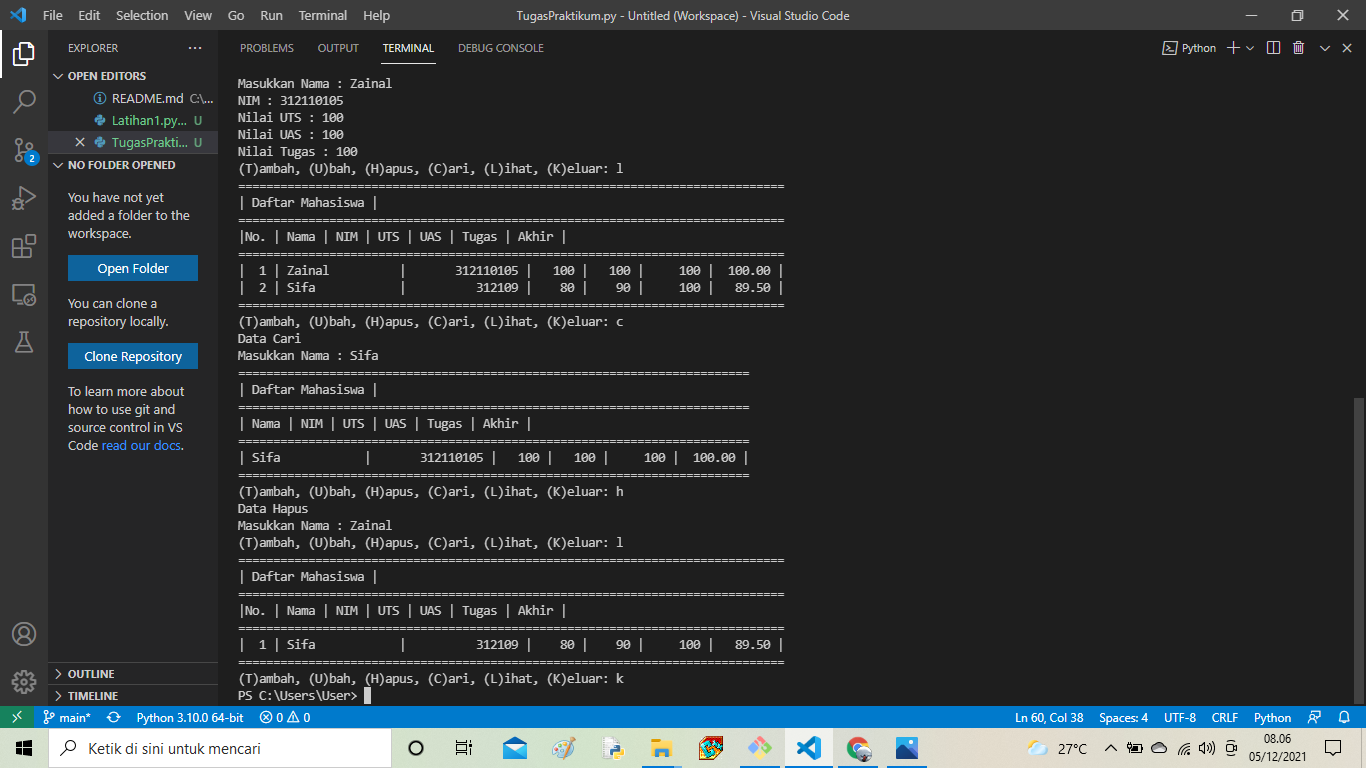 File Edit Selection View Go Run Terminal Help TugasPraktikum.py - Untitled (Workspace) - Visual Studio Code
EXPLORER ···
OPEN EDITORS
README.md C:\...
Latihan1.py... U
TugasPrakti... U
NO FOLDER OPENED
You have not yet
added a folder to the
workspace.
Open Folder
You can clone a
repository locally.
Clone Repository
To learn more about
how to use git and
source control in VS
Code read our docs.
OUTLINE
TIMELINE
2
PROBLEMS OUTPUT TERMINAL DEBUG CONSOLE Python
Masukkan Nama : Zainal
NIM : 312110105
Nilai UTS : 100
Nilai UAS : 100
Nilai Tugas : 100
(T)ambah, (U)bah, (H)apus, (C)ari, (L)ihat, (K)eluar: l
==============================================================================
| Daftar Mahasiswa |
==============================================================================
|No. | Nama | NIM | UTS | UAS | Tugas | Akhir |
==============================================================================
|  1 | Zainal          |       312110105 |   100 |   100 |     100 |  100.00 |
|  2 | Sifa            |          312109 |    80 |    90 |     100 |   89.50 |
==============================================================================
(T)ambah, (U)bah, (H)apus, (C)ari, (L)ihat, (K)eluar: c
Data Cari
Masukkan Nama : Sifa
=========================================================================
| Daftar Mahasiswa |
=========================================================================
| Nama | NIM | UTS | UAS | Tugas | Akhir |
=========================================================================
| Sifa            |       312110105 |   100 |   100 |     100 |  100.00 |
=========================================================================
(T)ambah, (U)bah, (H)apus, (C)ari, (L)ihat, (K)eluar: h
Data Hapus
Masukkan Nama : Zainal
(T)ambah, (U)bah, (H)apus, (C)ari, (L)ihat, (K)eluar: l
==============================================================================
| Daftar Mahasiswa |
==============================================================================
|No. | Nama | NIM | UTS | UAS | Tugas | Akhir |
==============================================================================
|  1 | Sifa            |          312109 |    80 |    90 |     100 |   89.50 |
==============================================================================
(T)ambah, (U)bah, (H)apus, (C)ari, (L)ihat, (K)eluar: k
PS C:\Users\User>
main* Python 3.10.0 64-bit 0 0 Ln 60, Col 38 Spaces: 4 UTF-8 CRLF Python
Ketik di sini untuk mencari 27°C 08.06
05/12/2021